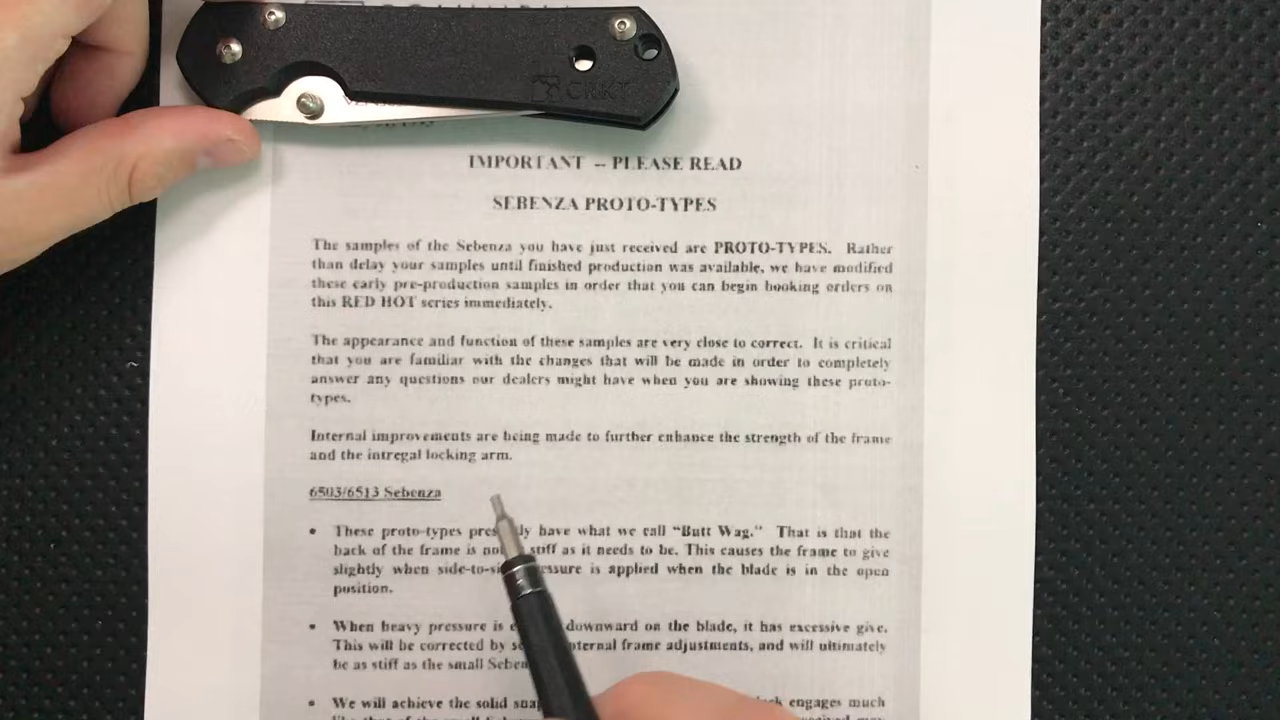 CRKT
IMPORTANT -- PLEASE READ
SEBENZA PROTO-TYPES
The samples of the Sebenza you have just received are PROTO-TYPES. Rather
than delay your samples until finished production was available, we have modified
these early pre-production samples in order that you can begin booking orders on
this RED HOT series immediately.
The appearance and function of these samples are very close to correct. It is critical
that you are familiar with the changes that will be made in order to completely
answer any questions our dealers might have when you are showing these proto-
types.
Internal improvements are being made to further enhance the strength of the frame
and the intregal locking arm.
6503/6513 Sebenza
• These proto-types have what we call "Butt Wag." That is that the
back of the frame is stiff as it needs to be. This causes the frame to give
slightly when side-to- is applied when the blade is in the open
position.
• When heavy pressure is downward on the blade, it has excessive give.
This will be corrected by internal frame adjustments, and will ultimately
be as stiff as the small
• We will achieve the solid engages much